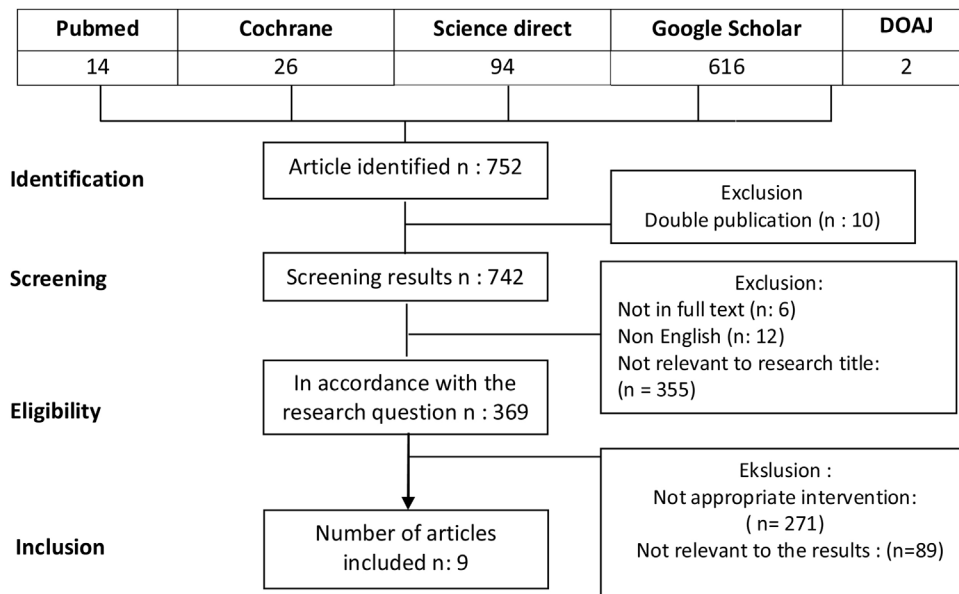 Pubmed Cochrane Science direct Google Scholar DOAJ
14 26 94 616 2
Identification
Article identified n : 752
Exclusion
Double publication (n : 10)
Screening
Screening results n : 742
Exclusion:
Not in full text (n: 6)
Non English (n: 12)
Not relevant to research title:
(n = 355)
Eligibility
In accordance with the
research question n : 369
Ekslusion :
Not appropriate intervention:
( n= 271)
Not relevant to the results : (n=89)
Inclusion
Number of articles
included n: 9